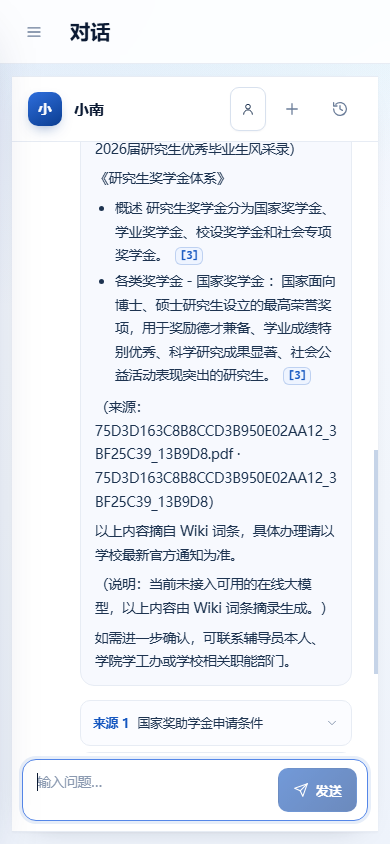 对话
小 小南
2026届研究生优秀毕业生风采录）
《研究生奖学金体系》
• 概述 研究生奖学金分为国家奖学金、
学业奖学金、校设奖学金和社会专项
奖学金。 [3]
• 各类奖学金 - 国家奖学金 ： 国家面向
博士、硕士研究生设立的最高荣誉奖
项，用于奖励德才兼备、学业成绩特
别优秀、科学研究成果显著、社会公
益活动表现突出的研究生。 [3]
（来源：
75D3D163C8B8CCD3B950E02AA12_3
BF25C39_13B9D8.pdf ·
75D3D163C8B8CCD3B950E02AA12_3
BF25C39_13B9D8）
以上内容摘自 Wiki 词条，具体办理请以
学校最新官方通知为准。
（说明：当前未接入可用的在线大模
型，以上内容由 Wiki 词条摘录生成。）
如需进一步确认，可联系辅导员本人、
学院学工办或学校相关职能部门。
来源 1 国家奖助学金申请条件
输入问题...
发送